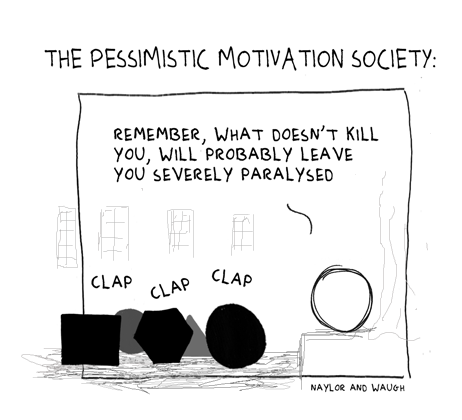 THE PESSIMISTIC MOTIVATION SOCIETY:
REMEMBER, WHAT DOESN'T KILL
YOU, WILL PROBABLY LEAVE
YOU SEVERELY PARALYSED
CLAP
CLAP
CLAP
NAYLOR AND WAUGH